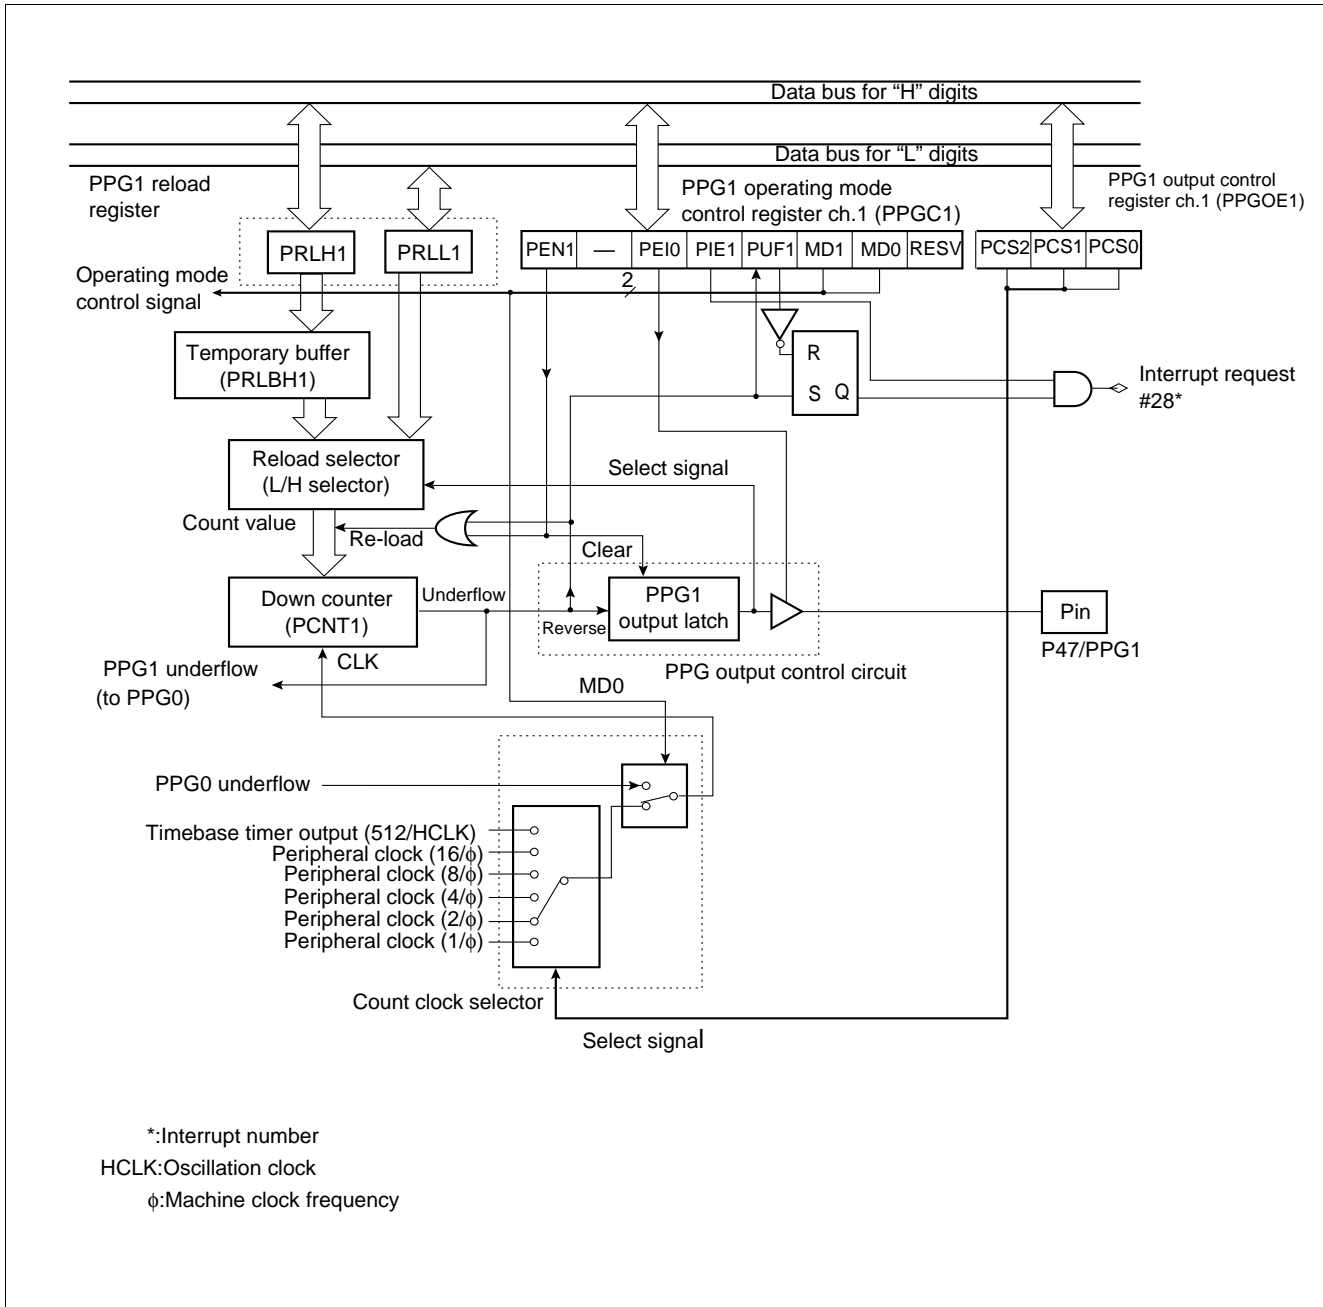 Data bus for “H” digits
Data bus for “L” digits
PPG1 reload
register
PPG1 operating mode
control register ch.1 (PPGC1)
PPG1 output control
register ch.1 (PPGOE1)
PRLH1
PRLL1
PEN1
—
PEI0
PIE1
PUF1
MD1
MD0
RESV
PCS2
PCS1
PCS0
Operating mode
control signal
2
Temporary buffer
(PRLBH1)
R
S
Q
Interrupt request
#28*
Reload selector
(L/H selector)
Select signal
Count value
Re-load
Clear
Down counter
(PCNT1)
Underflow
Reverse
PPG1
output latch
Pin
P47/PPG1
PPG output control circuit
CLK
PPG1 underflow
(to PPG0)
MD0
PPG0 underflow
Timebase timer output (512/HCLK)
Peripheral clock (16/ϕ)
Peripheral clock (8/ϕ)
Peripheral clock (4/ϕ)
Peripheral clock (2/ϕ)
Peripheral clock (1/ϕ)
Count clock selector
Select signal
*:Interrupt number
HCLK:Oscillation clock
ϕ:Machine clock frequency